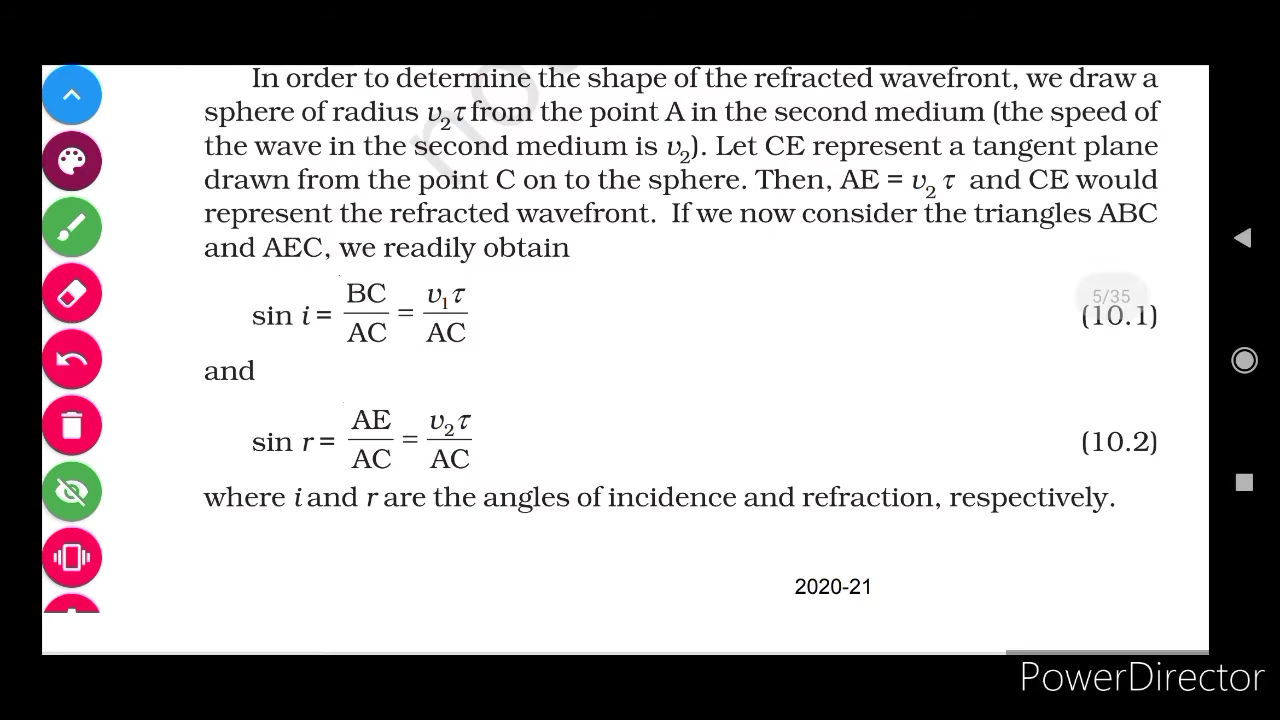 In order to determine the shape of the refracted wavefront, we draw a
sphere of radius v₂τ from the point A in the second medium (the speed of
the wave in the second medium is v₂). Let CE represent a tangent plane
drawn from the point C on to the sphere. Then, AE = v₂ τ and CE would
represent the refracted wavefront. If we now consider the triangles ABC
and AEC, we readily obtain
sin i = BC/AC = v₁τ/AC (10.1)
5/35
and
sin r = AE/AC = v₂τ/AC (10.2)
where i and r are the angles of incidence and refraction, respectively.
2020-21
PowerDirector